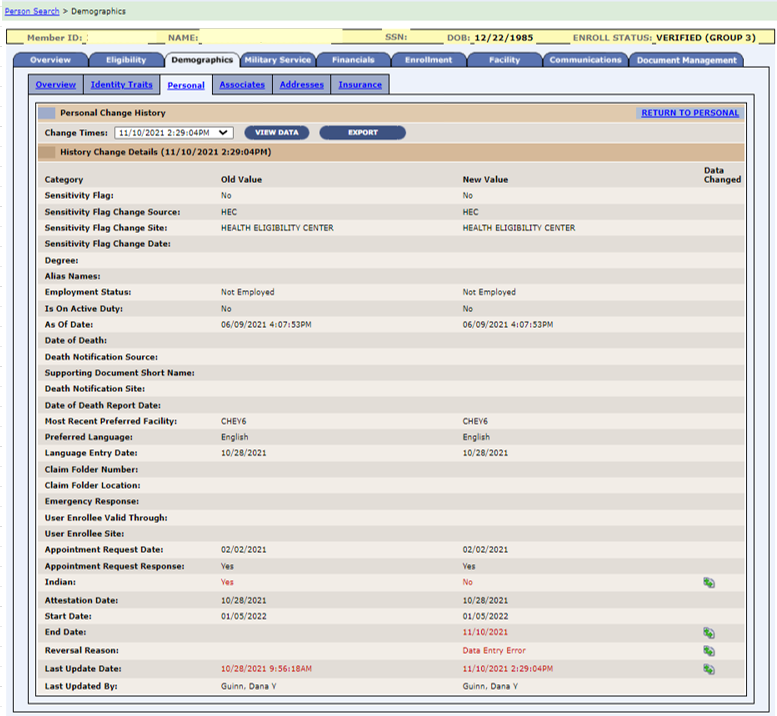 Person Search > Demographics
Member ID: NAME: SSN: DOB: 12/22/1985 ENROLL STATUS: VERIFIED (GROUP 3)
Overview Eligibility Demographics Military Service Financials Enrollment Facility Communications Document Management
Overview Identity Traits Personal Associates Addresses Insurance
Personal Change History RETURN TO PERSONAL
Change Times: 11/10/2021 2:29:04PM VIEW DATA EXPORT
History Change Details (11/10/2021 2:29:04PM)
Category Old Value New Value Data Changed
Sensitivity Flag: No No
Sensitivity Flag Change Source: HEC HEC
Sensitivity Flag Change Site: HEALTH ELIGIBILITY CENTER HEALTH ELIGIBILITY CENTER
Sensitivity Flag Change Date:
Degree:
Alias Names:
Employment Status: Not Employed Not Employed
Is On Active Duty: No No
As Of Date: 06/09/2021 4:07:53PM 06/09/2021 4:07:53PM
Date of Death:
Death Notification Source:
Supporting Document Short Name:
Death Notification Site:
Date of Death Report Date:
Most Recent Preferred Facility: CHEY6 CHEY6
Preferred Language: English English
Language Entry Date: 10/28/2021 10/28/2021
Claim Folder Number:
Claim Folder Location:
Emergency Response:
User Enrollee Valid Through:
User Enrollee Site:
Appointment Request Date: 02/02/2021 02/02/2021
Appointment Request Response: Yes Yes
Indian: Yes No
Attestation Date: 10/28/2021 10/28/2021
Start Date: 01/05/2022 01/05/2022
End Date: 11/10/2021
Reversal Reason: Data Entry Error
Last Update Date: 10/28/2021 9:56:18AM 11/10/2021 2:29:04PM
Last Updated By: Guinn, Dana Y Guinn, Dana Y